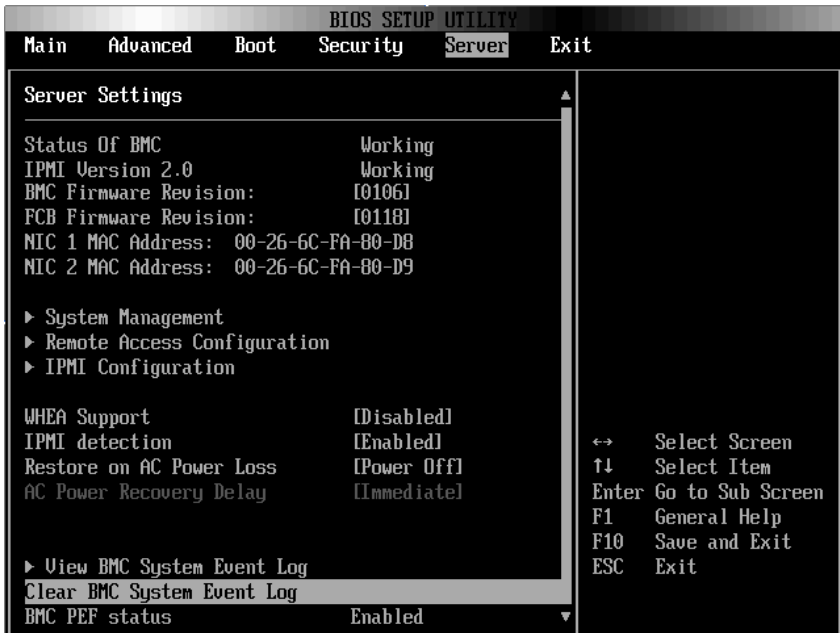 BIOS SETUP UTILITY
Main Advanced Boot Security Server Exit
Server Settings
Status Of BMC Working
IPMI Version 2.0 Working
BMC Firmware Revision: [0106]
FCB Firmware Revision: [0118]
NIC 1 MAC Address: 00-26-6C-FA-80-D8
NIC 2 MAC Address: 00-26-6C-FA-80-D9
System Management
Remote Access Configuration
IPMI Configuration
WHEA Support [Disabled]
IPMI detection [Enabled]
Restore on AC Power Loss [Power Off]
AC Power Recovery Delay [Immediate]
View BMC System Event Log
Clear BMC System Event Log
BMC PEF status Enabled
↔ Select Screen
↑↓ Select Item
Enter Go to Sub Screen
F1 General Help
F10 Save and Exit
ESC Exit